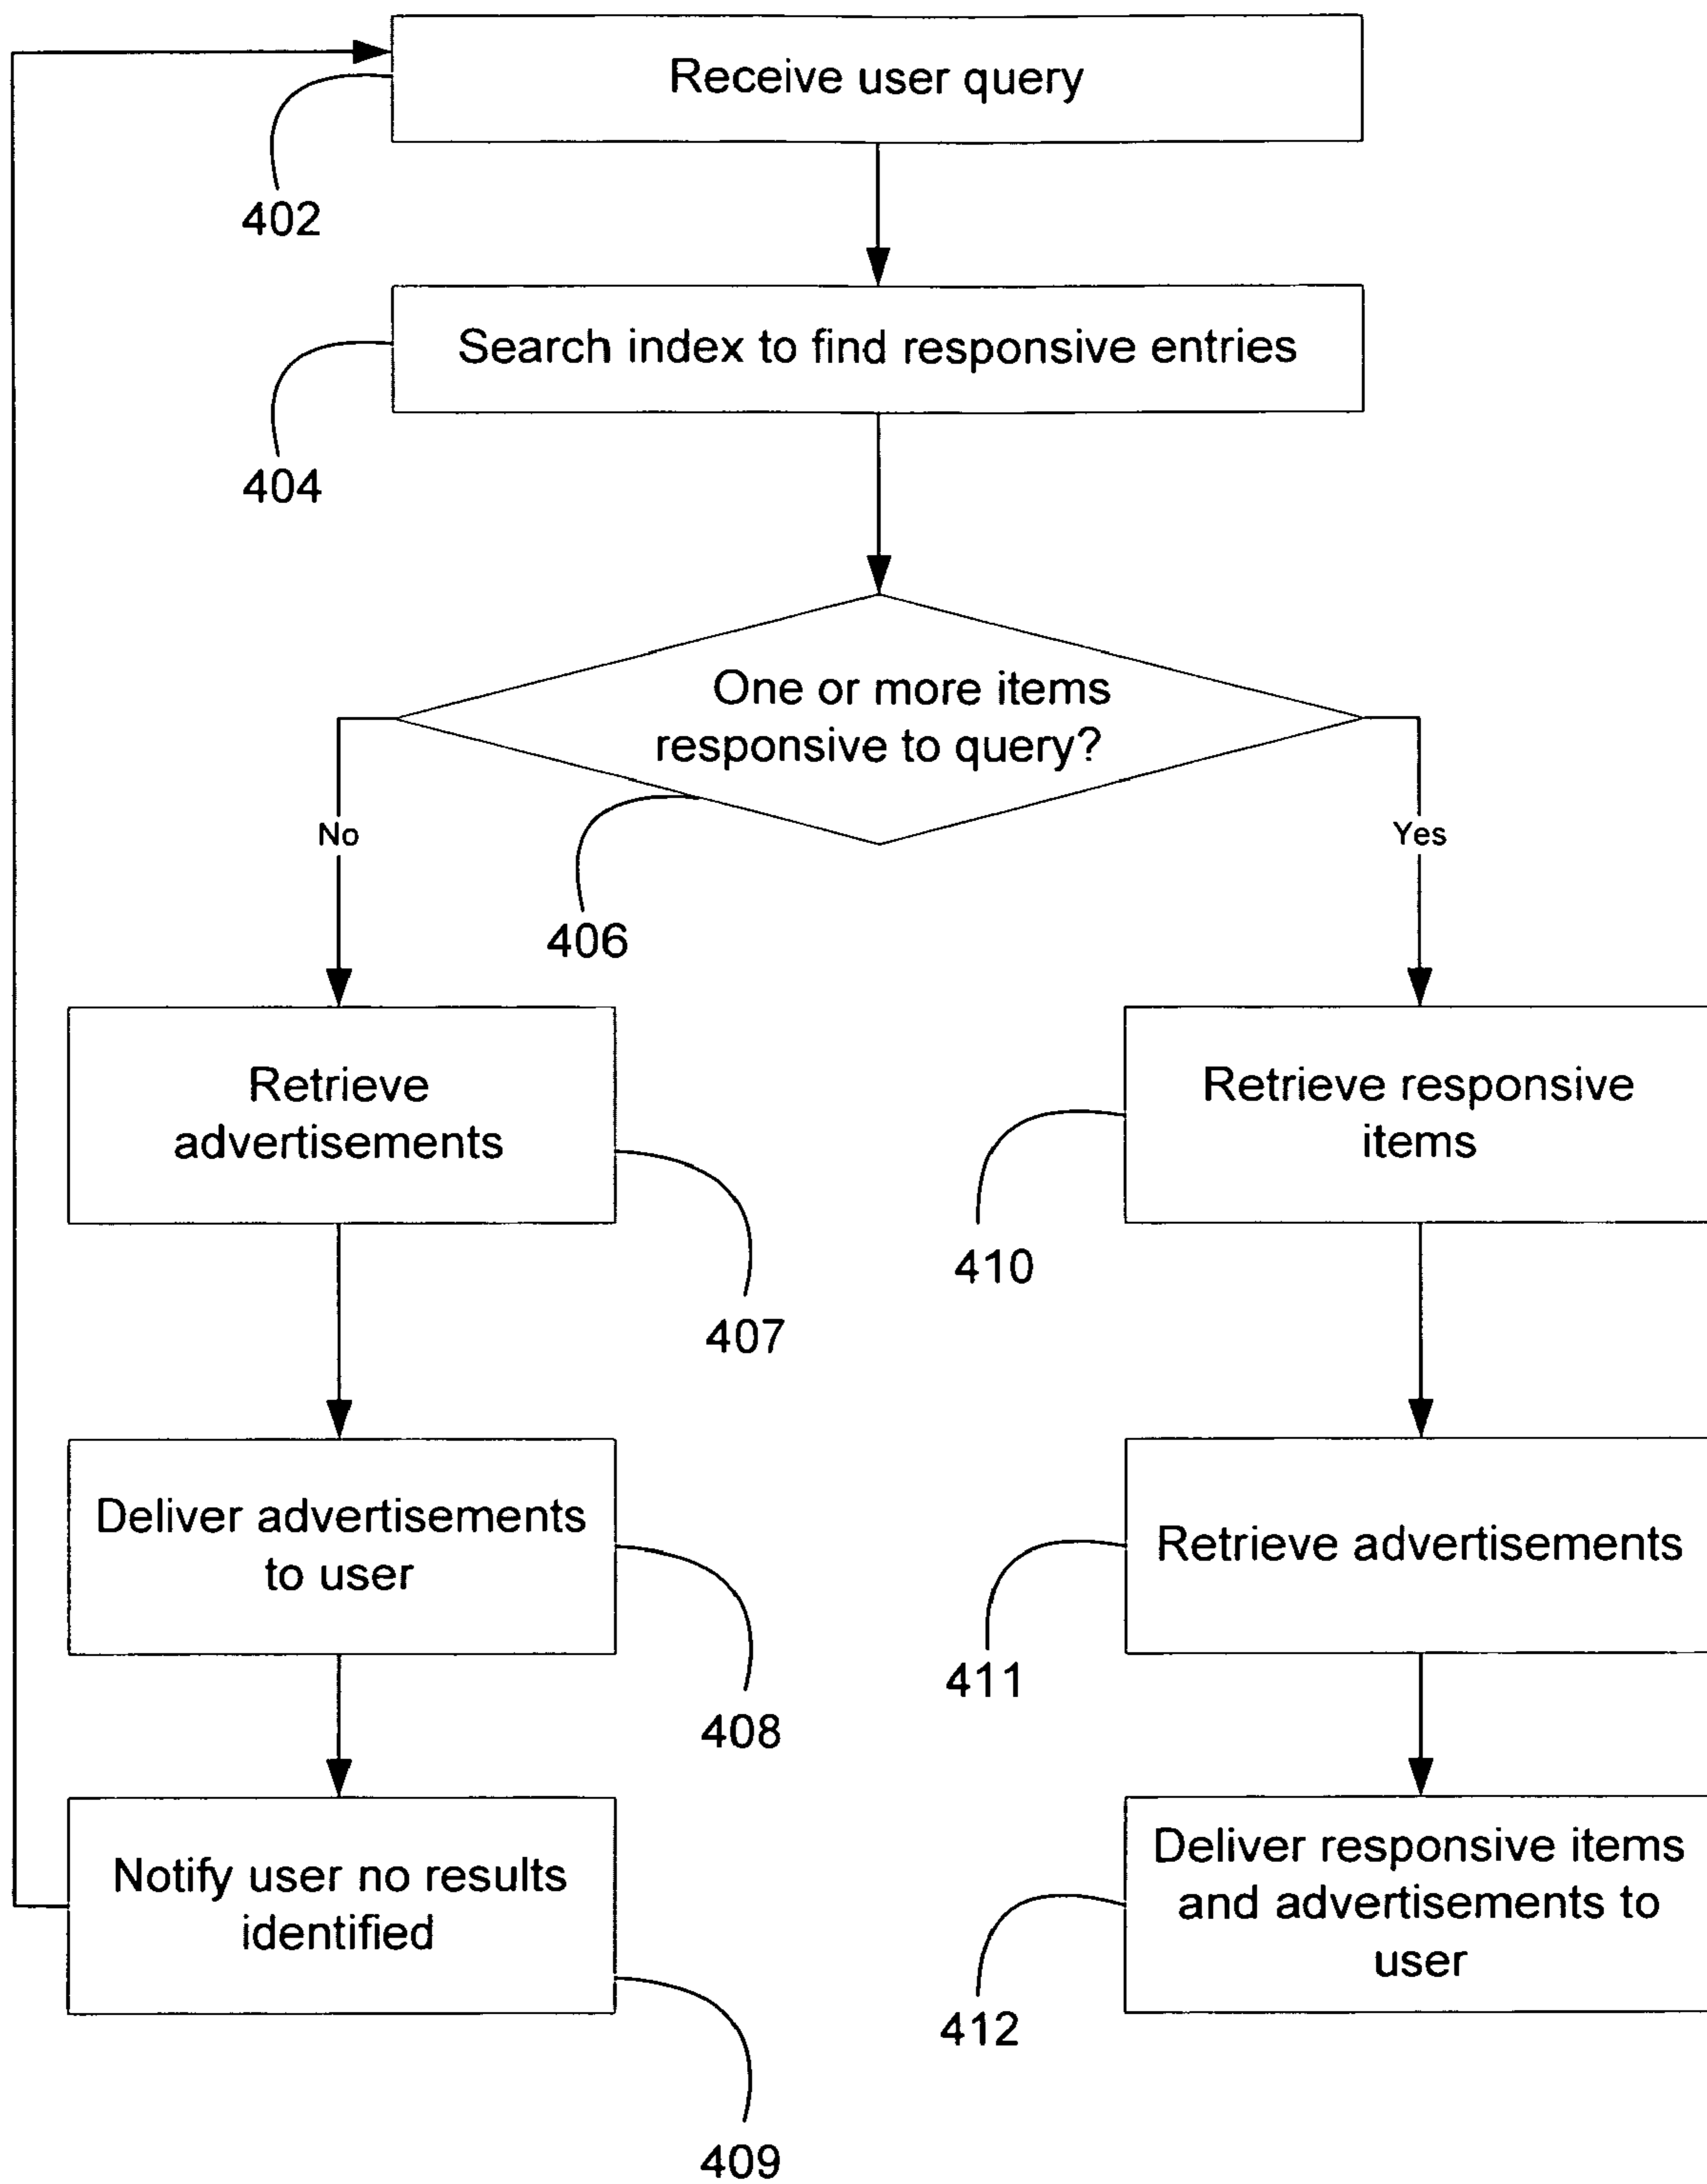 Receive user query
402
Search index to find responsive entries
404
One or more items
responsive to query?
No
Yes
406
Retrieve
advertisements
407
Retrieve responsive
items
410
Deliver advertisements
to user
408
Retrieve advertisements
411
Notify user no results
identified
409
Deliver responsive items
and advertisements to
user
412